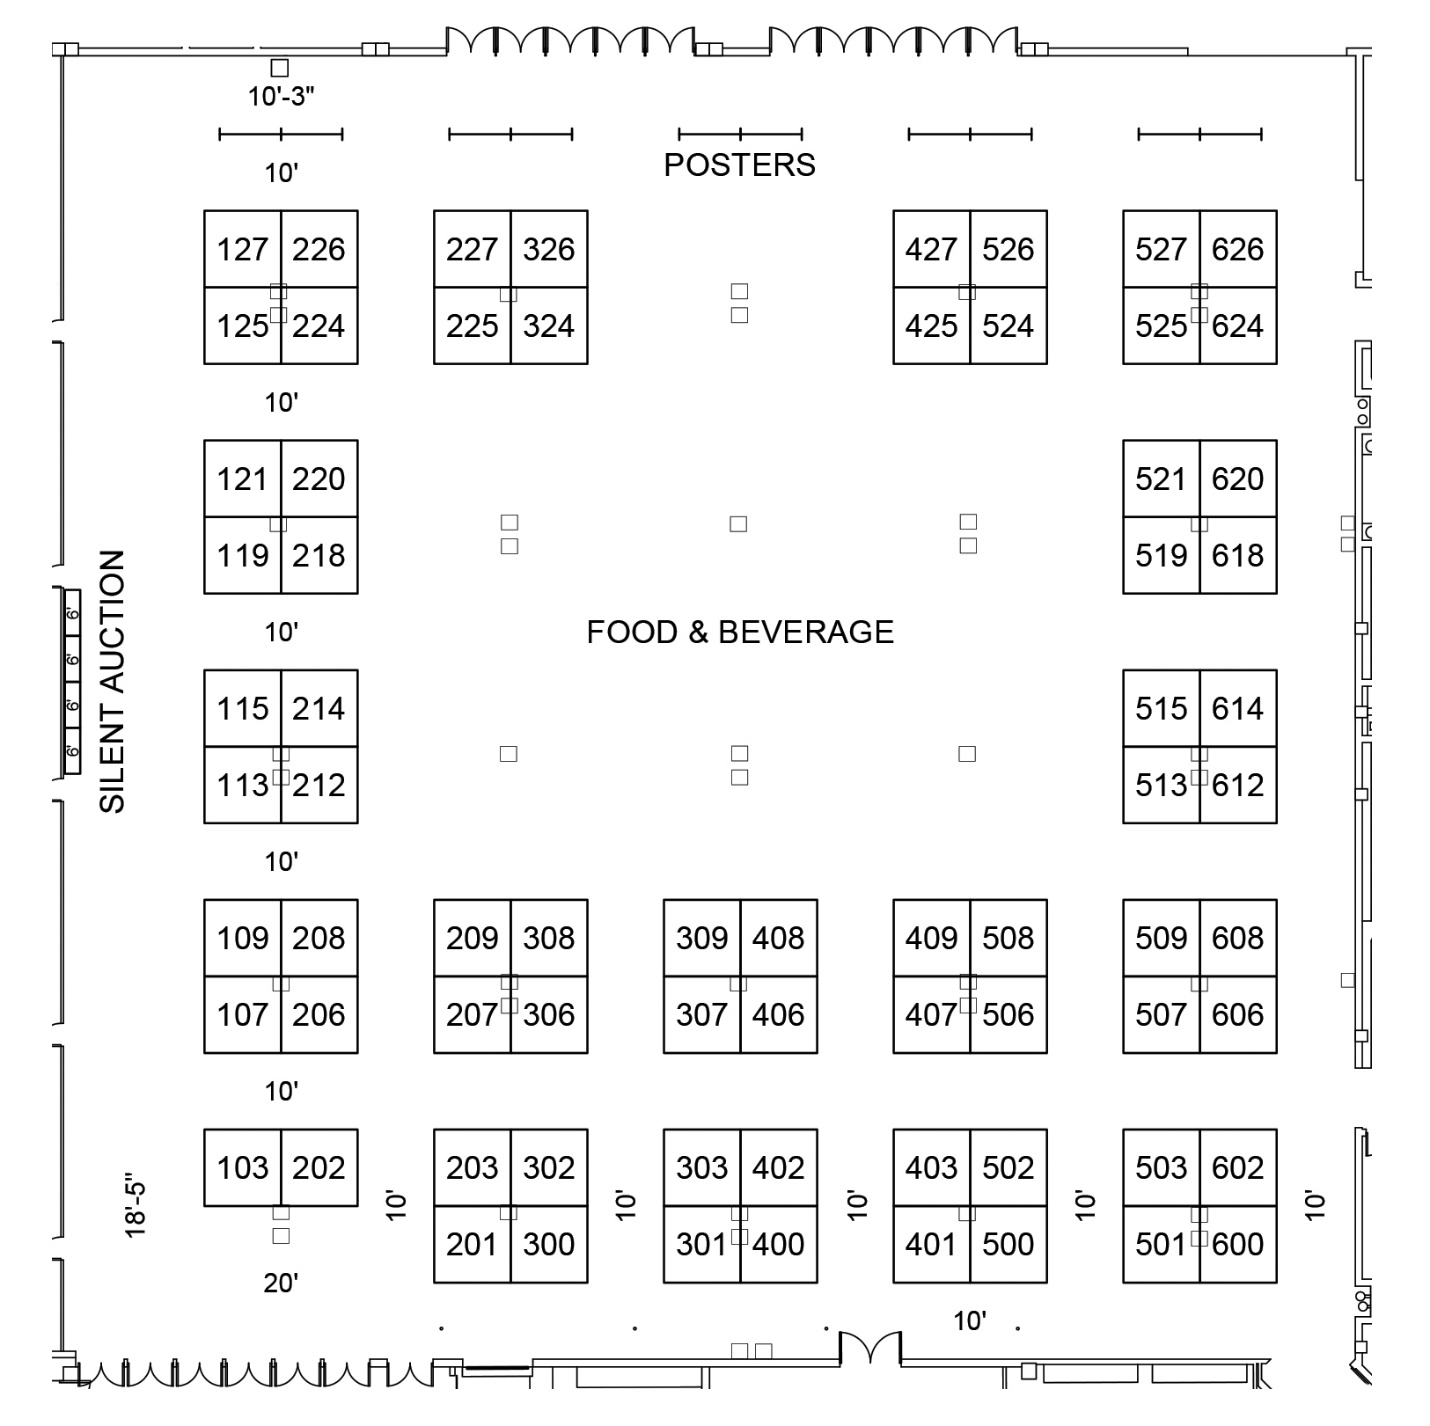 10'-3"
POSTERS
10'
127 226 227 326 427 526 527 626
125 224 225 324 425 524 525 624
10'
121 220 521 620
119 218 519 618
SILENT AUCTION
6'
6'
6'
6'
10'
FOOD & BEVERAGE
115 214 515 614
113 212 513 612
10'
109 208 209 308 309 408 409 508 509 608
107 206 207 306 307 406 407 506 507 606
10'
103 202 203 302 303 402 403 502 503 602
18'-5" 10' 10' 10' 10' 10'
201 300 301 400 401 500 501 600
20'
10'